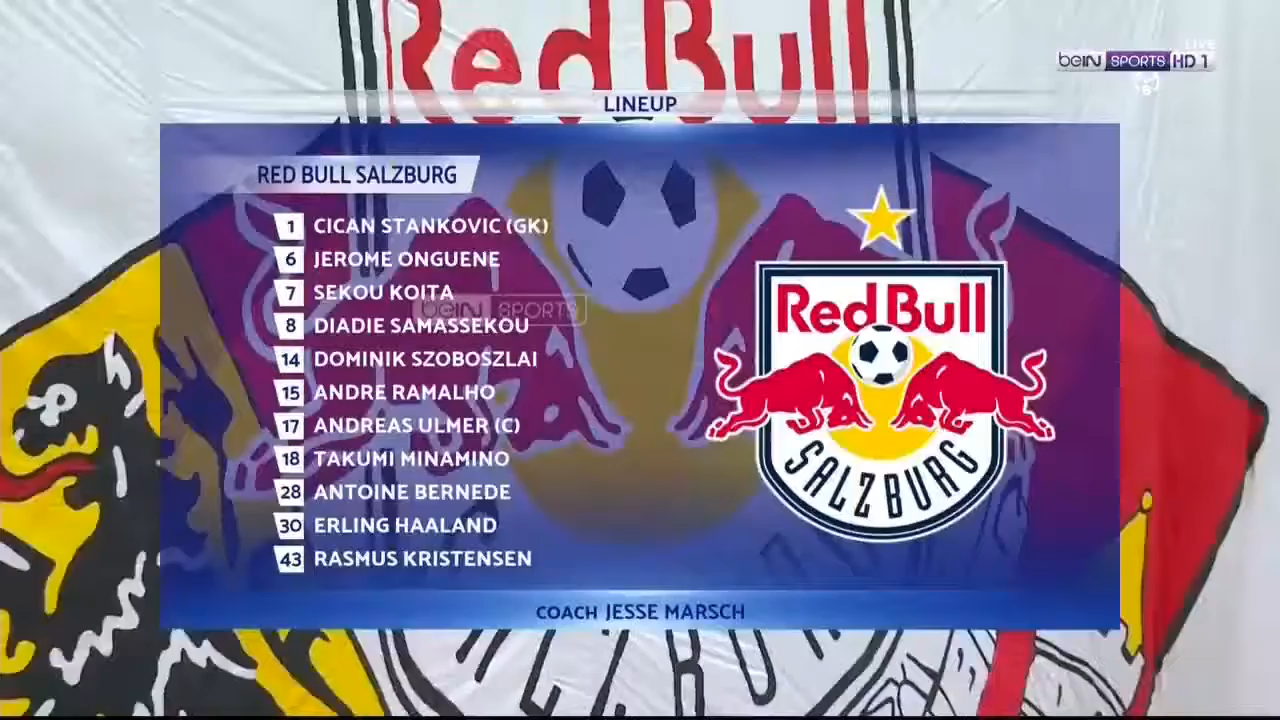 Red Bull
LIVE
beIN SPORTS HD 1
LINEUP
RED BULL SALZBURG
1 CICAN STANKOVIC (GK)
6 JEROME ONGUENE
7 SEKOU KOITA
beIN SPORTS
8 DIADIE SAMASSEKOU
14 DOMINIK SZOBOSZLAI
15 ANDRE RAMALHO
17 ANDREAS ULMER (C)
18 TAKUMI MINAMINO
28 ANTOINE BERNEDE
30 ERLING HAALAND
43 RASMUS KRISTENSEN
Red Bull
SALZBURG
COACH JESSE MARSCH